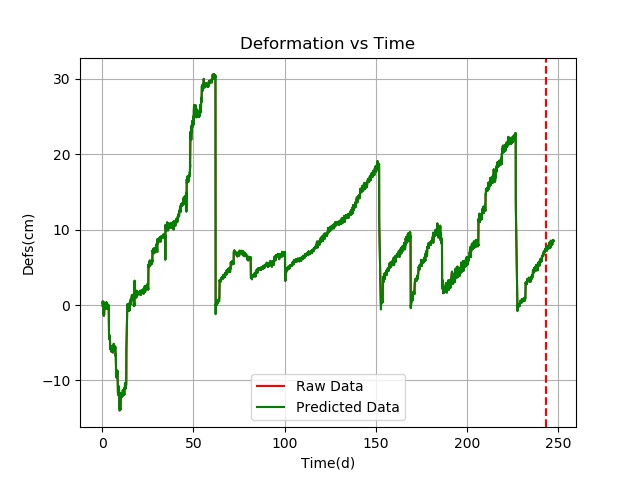 Deformation vs Time
30
20
10
0
−10
Defs(cm)
Raw Data
Predicted Data
0 50 100 150 200 250
Time(d)